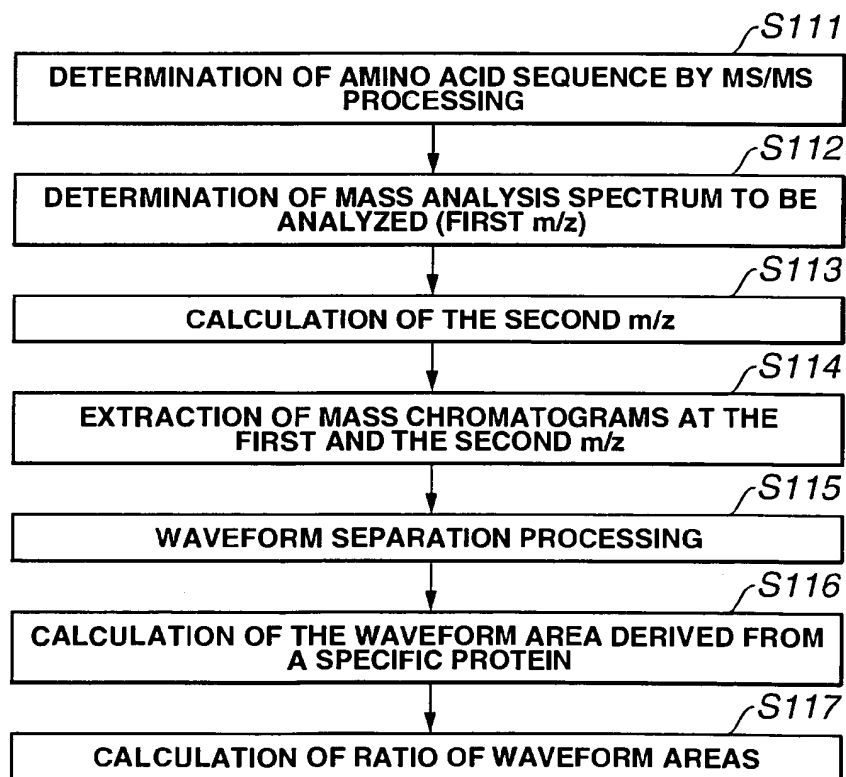 S111
DETERMINATION OF AMINO ACID SEQUENCE BY MS/MS
PROCESSING
S112
DETERMINATION OF MASS ANALYSIS SPECTRUM TO BE
ANALYZED (FIRST m/z)
S113
CALCULATION OF THE SECOND m/z
S114
EXTRACTION OF MASS CHROMATOGRAMS AT THE
FIRST AND THE SECOND m/z
S115
WAVEFORM SEPARATION PROCESSING
S116
CALCULATION OF THE WAVEFORM AREA DERIVED FROM
A SPECIFIC PROTEIN
S117
CALCULATION OF RATIO OF WAVEFORM AREAS